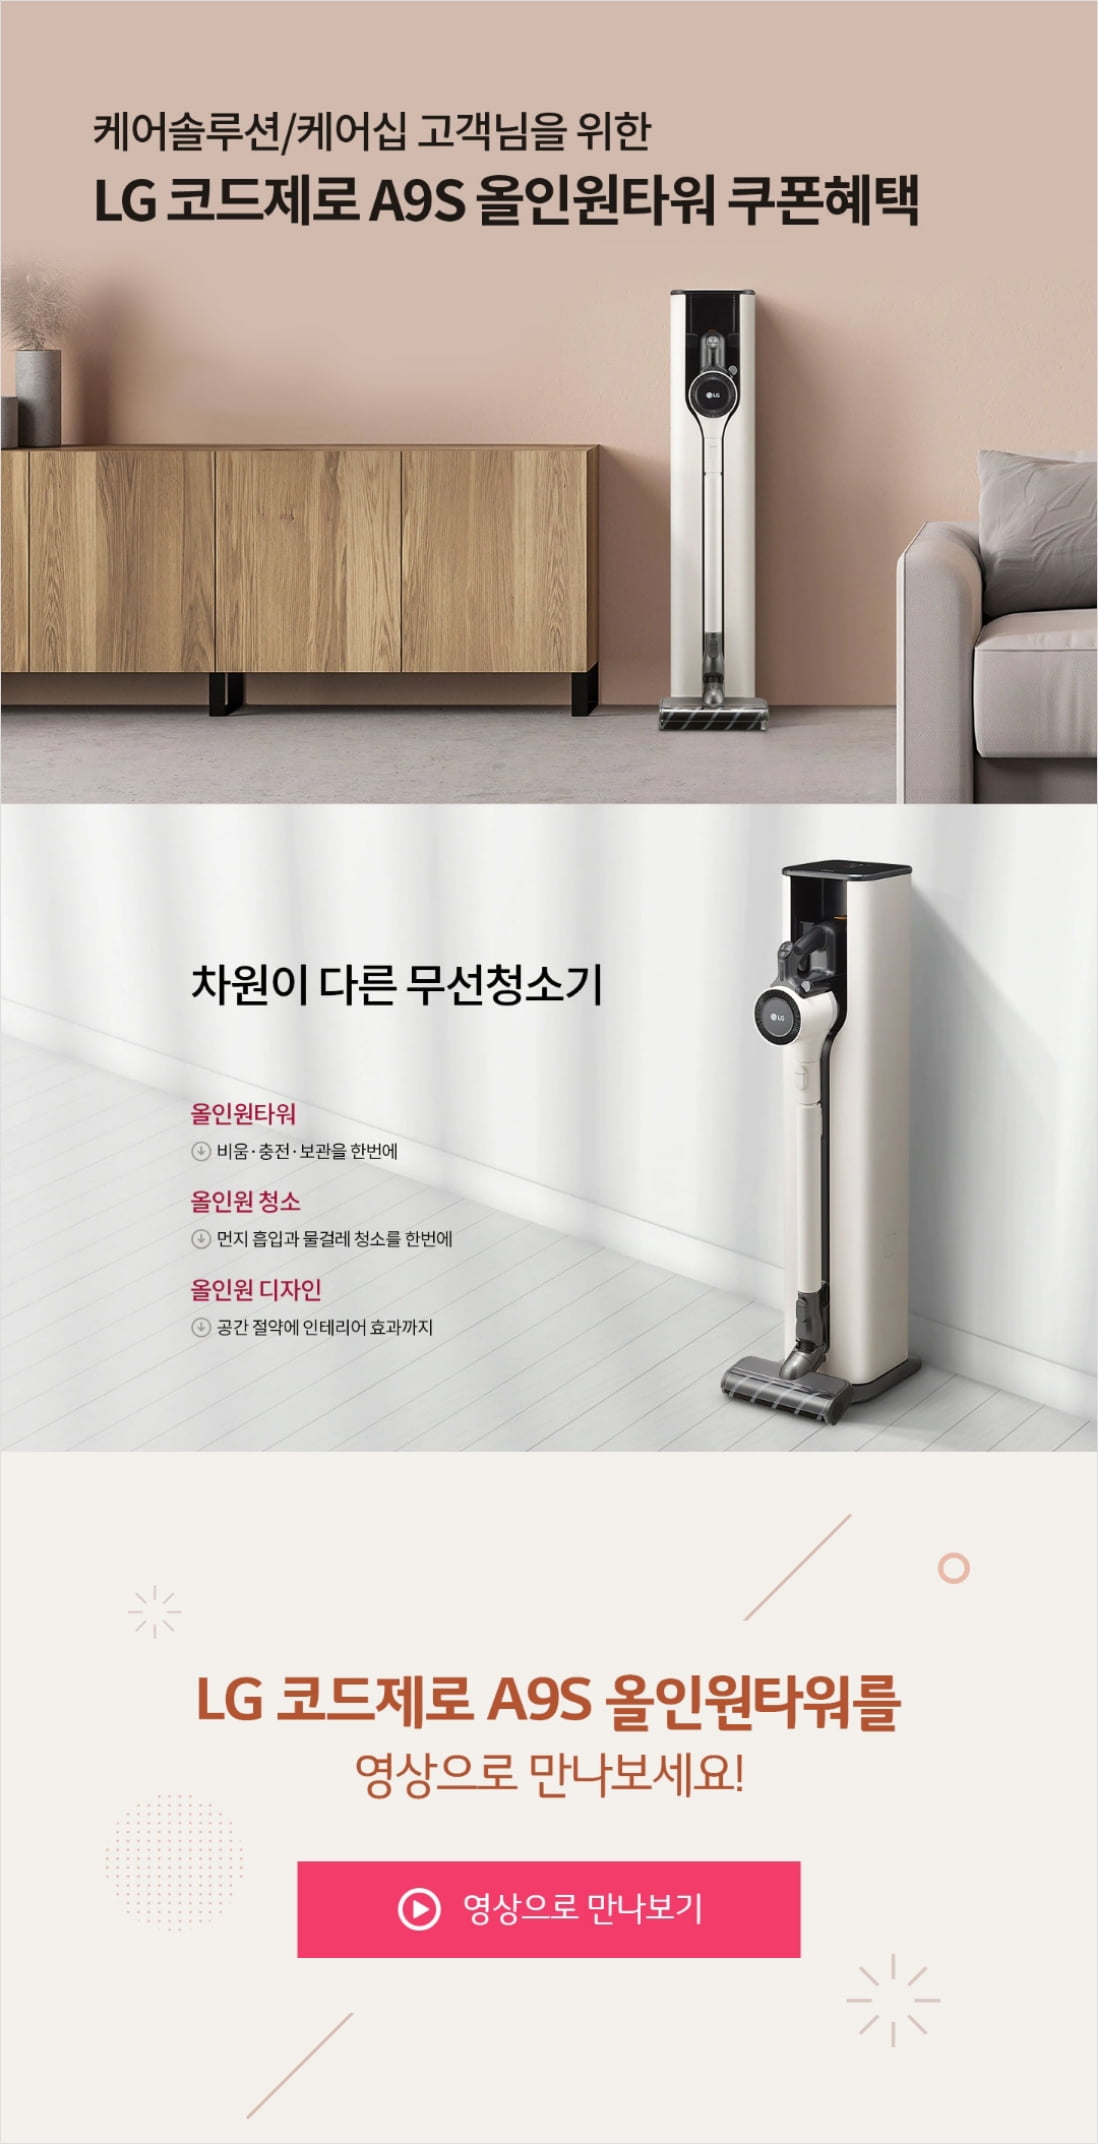 케어솔루션/케어십 고객님을 위한
LG 코드제로 A9S 올인원타워 쿠폰혜택
LG
LG
차원이 다른 무선청소기
올인원타워
비움·충전·보관을 한번에
올인원 청소
먼지 흡입과 물걸레 청소를 한번에
올인원 디자인
공간 절약에 인테리어 효과까지
LG 코드제로 A9S 올인원타워를
영상으로 만나보세요!
영상으로 만나보기